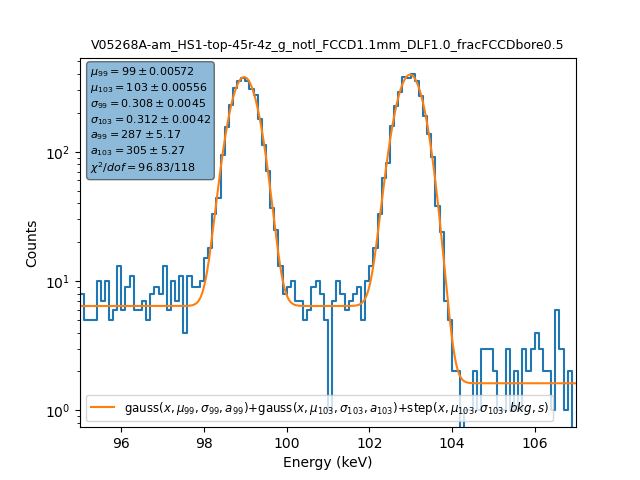 V05268A-am_HS1-top-45r-4z_g_notl_FCCD1.1mm_DLF1.0_fracFCCDbore0.5
μ₉₉ = 99 ± 0.00572
μ₁₀₃ = 103 ± 0.00556
σ₉₉ = 0.308 ± 0.0045
σ₁₀₃ = 0.312 ± 0.0042
a₉₉ = 287 ± 5.17
a₁₀₃ = 305 ± 5.27
χ²/dof = 96.83/118
Counts
10²
10¹
10⁰
gauss(x, μ₉₉, σ₉₉, a₉₉)+gauss(x, μ₁₀₃, σ₁₀₃, a₁₀₃)+step(x, μ₁₀₃, σ₁₀₃, bkg, s)
96 98 100 102 104 106
Energy (keV)